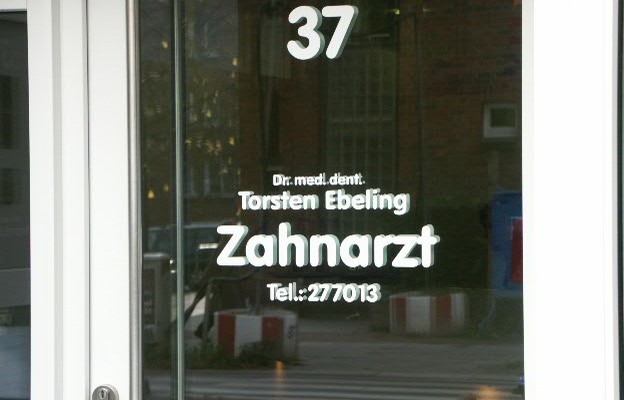 37
Dr. med. dent.
Torsten Ebeling
Zahnarzt
Tel.: 277013